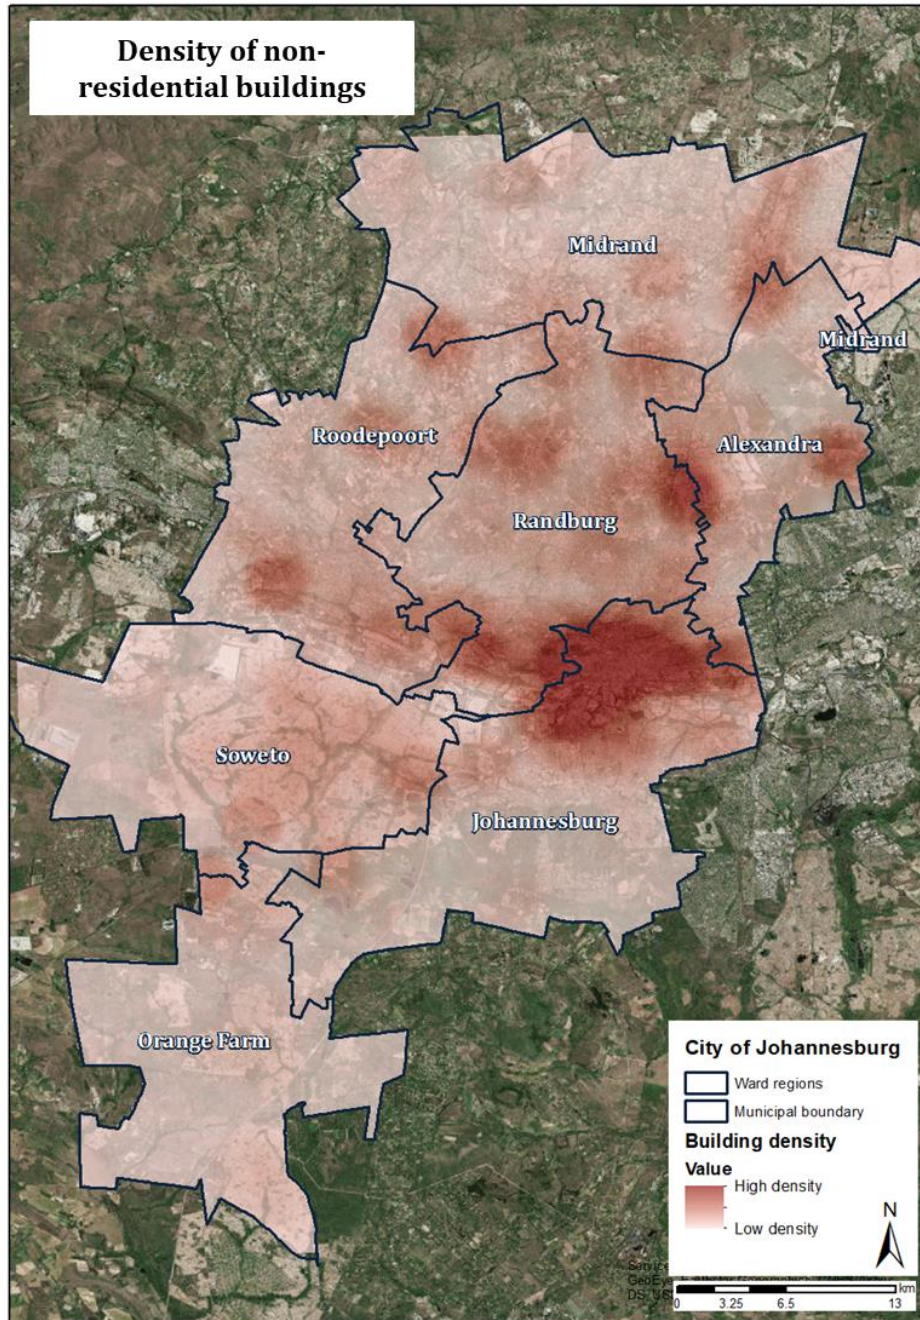 Density of non-
residential buildings
Midrand
Midrand
Roodepoort
Alexandra
Randburg
Soweto
Johannesburg
Orange Farm
City of Johannesburg
Ward regions
Municipal boundary
Building density
Value
High density
Low density
N
km
0 3.25 6.5 13